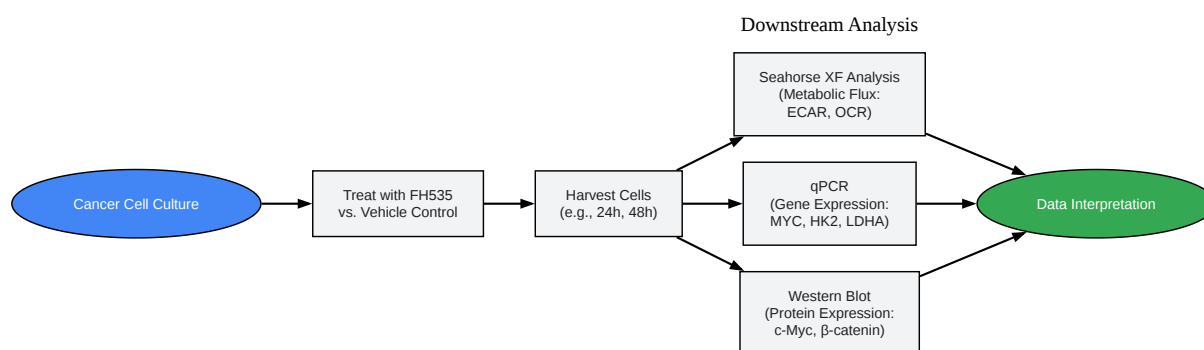 Downstream Analysis
Cancer Cell Culture
Treat with FH535
vs. Vehicle Control
Harvest Cells
(e.g., 24h, 48h)
Seahorse XF Analysis
(Metabolic Flux:
ECAR, OCR)
qPCR
(Gene Expression:
MYC, HK2, LDHA)
Western Blot
(Protein Expression:
c-Myc, β-catenin)
Data Interpretation